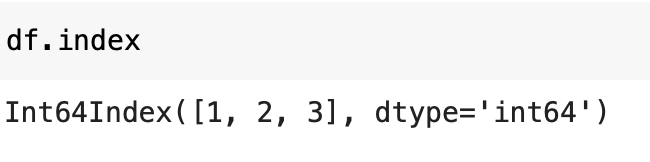 df.index
Int64Index([1, 2, 3], dtype='int64')